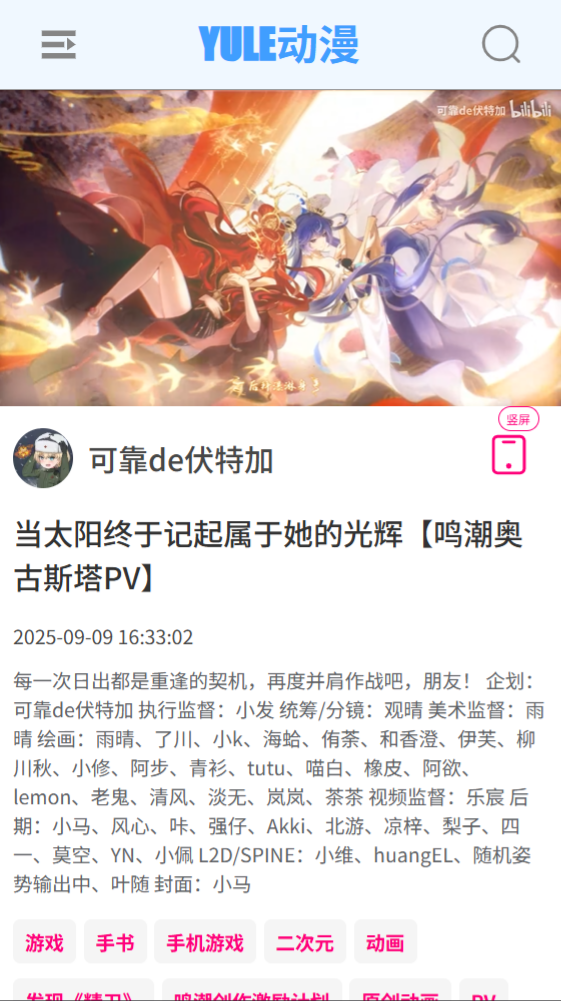 YULE动漫
可靠de伏特加 bilibili
竖屏
可靠de伏特加
当太阳终于记起属于她的光辉【鸣潮奥
古斯塔PV】
2025-09-09 16:33:02
每一次日出都是重逢的契机，再度并肩作战吧，朋友！ 企划：
可靠de伏特加 执行监督：小发 统筹/分镜：观晴 美术监督：雨
晴 绘画：雨晴、了川、小k、海蛤、侑荼、和香澄、伊芙、柳
川秋、小修、阿步、青衫、tutu、喵白、橡皮、阿欲、
lemon、老鬼、清风、淡无、岚岚、茶茶 视频监督：乐宸 后
期：小马、风心、咔、强仔、Akki、北游、凉梓、梨子、四
一、莫空、YN、小佩 L2D/SPINE：小维、huangEL、随机姿
势输出中、叶随 封面：小马
游戏 手书 手机游戏 二次元 动画
发现《精刀》 鸣潮创作激励计划 原创动画 PV